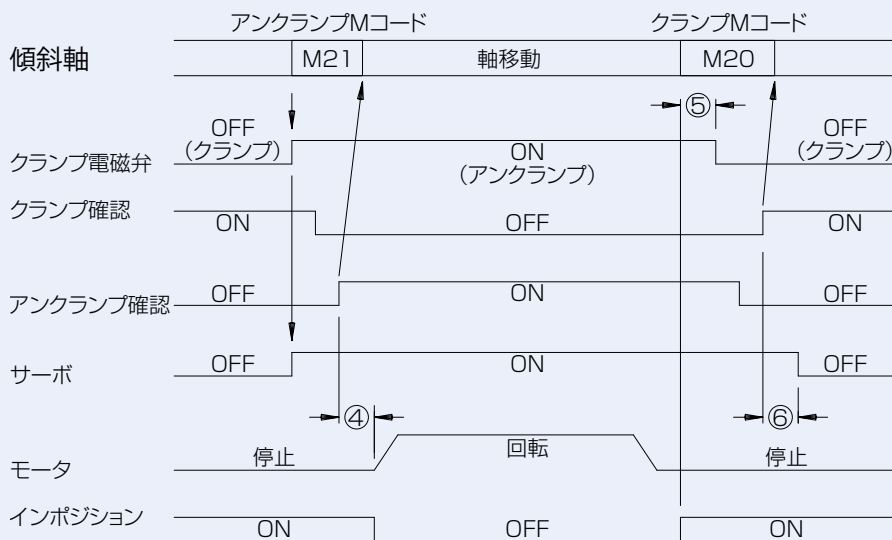 アンクランプMコード
クランプMコード
傾斜軸
M21
軸移動
M20
⑤
OFF
(クランプ)
ON
(アンクランプ)
OFF
(クランプ)
クランプ電磁弁
クランプ確認
ON
OFF
ON
アンクランプ確認
OFF
ON
OFF
サーボ
OFF
ON
OFF
④
⑥
モータ
停止
回転
停止
インポジション
ON
OFF
ON